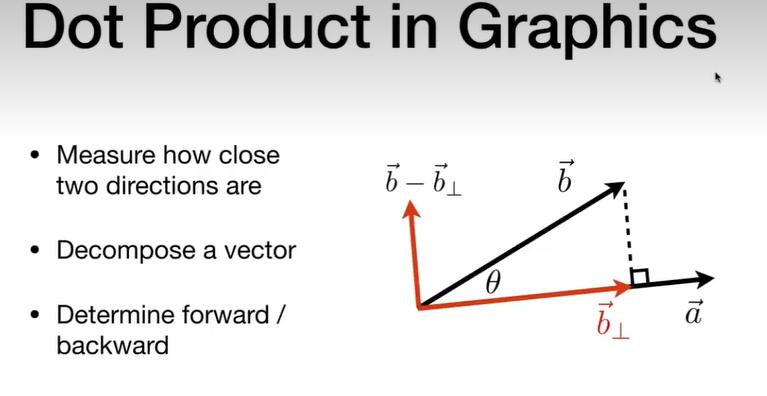 Dot Product in Graphics
• Measure how close
two directions are
• Decompose a vector
• Determine forward /
backward
$\vec{b} - \vec{b}_\perp$
$\vec{b}$
$\theta$
$\vec{b}_\perp$
$\vec{a}$